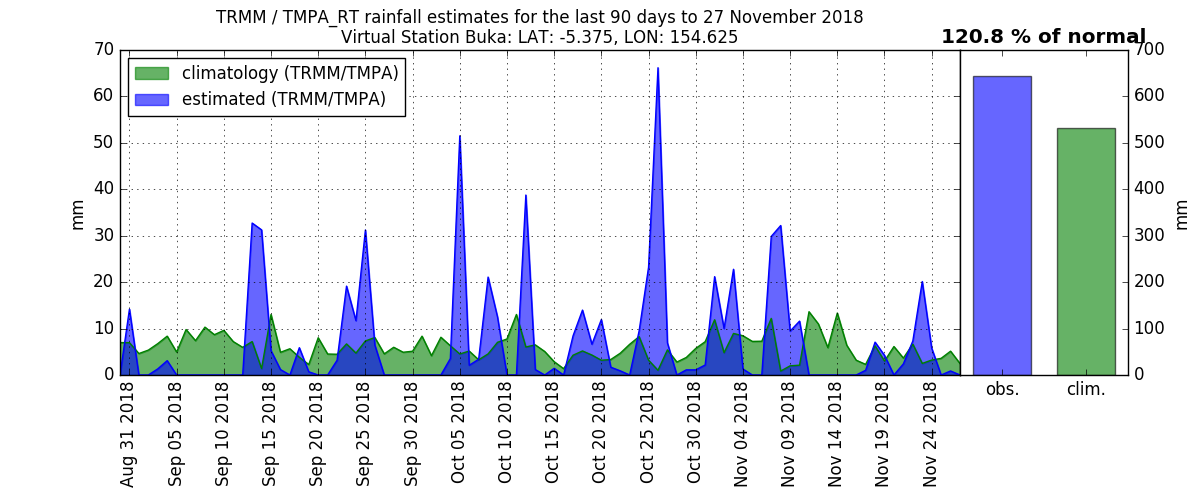 TRMM / TMPA_RT rainfall estimates for the last 90 days to 27 November 2018
Virtual Station Buka: LAT: -5.375, LON: 154.625
120.8 % of normal
climatology (TRMM/TMPA)
estimated (TRMM/TMPA)
70
60
50
40
30
20
10
0
mm
Aug 31 2018
Sep 05 2018
Sep 10 2018
Sep 15 2018
Sep 20 2018
Sep 25 2018
Sep 30 2018
Oct 05 2018
Oct 10 2018
Oct 15 2018
Oct 20 2018
Oct 25 2018
Oct 30 2018
Nov 04 2018
Nov 09 2018
Nov 14 2018
Nov 19 2018
Nov 24 2018
obs.
clim.
700
600
500
400
300
200
100
0
mm